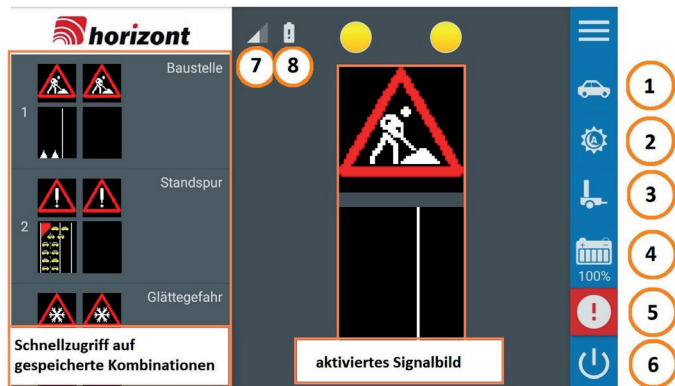 horizont
7
8
1
Baustelle
2
Standspur
Glättegefahr
Schnellzugriff auf
gespeicherte Kombinationen
aktiviertes Signalbild
1
A
2
3
4
100%
5
6